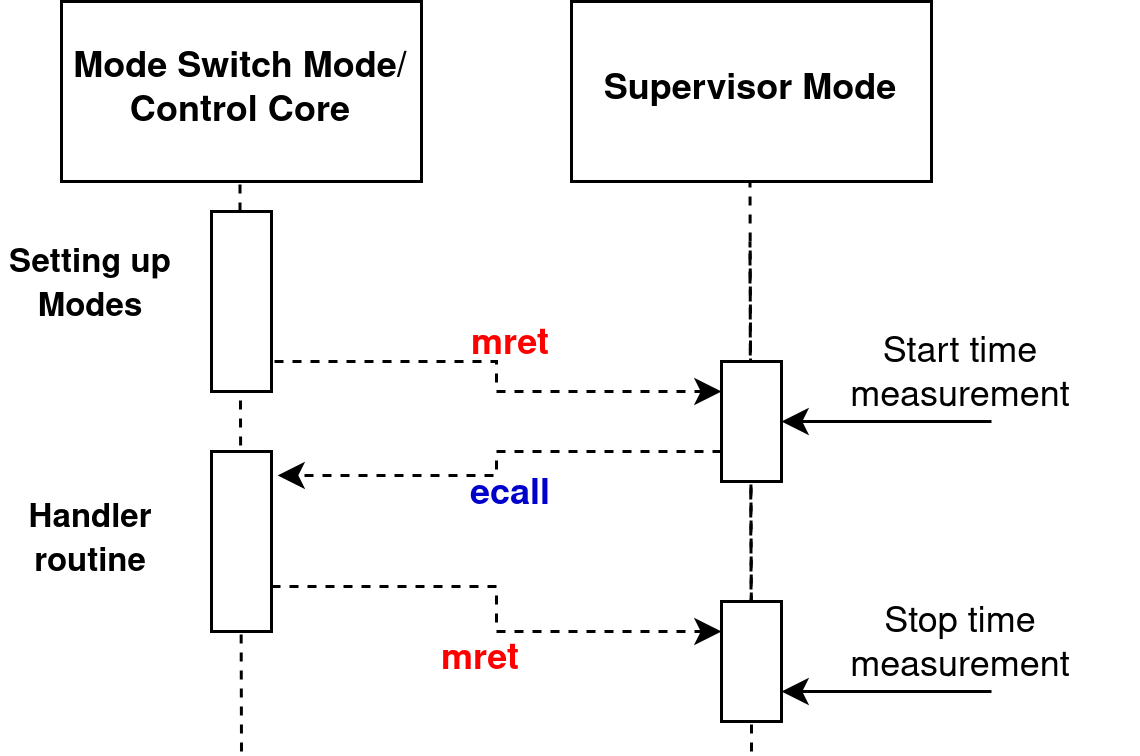 Mode Switch Mode/
Control Core
Supervisor Mode
Setting up
Modes
mret
Start time
measurement
ecall
Handler
routine
mret
Stop time
measurement